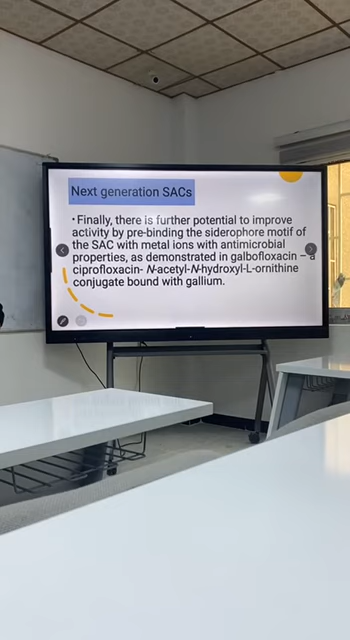 Next generation SACs
• Finally, there is further potential to improve
activity by pre-binding the siderophore motif of
the SAC with metal ions with antimicrobial
properties, as demonstrated in galbofloxacin – a
ciprofloxacin- N-acetyl-N-hydroxyl-L-ornithine
conjugate bound with gallium.